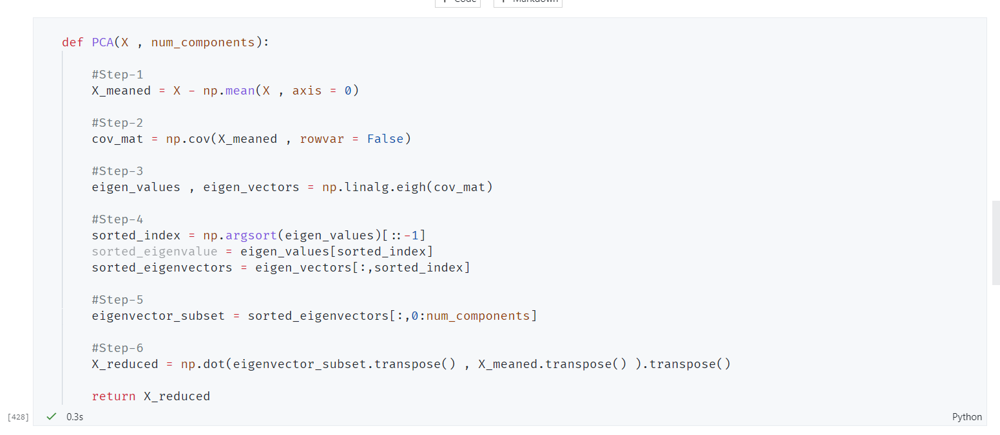 Code Markdown
def PCA(X , num_components):
#Step-1
X_meaned = X - np.mean(X , axis = 0)
#Step-2
cov_mat = np.cov(X_meaned , rowvar = False)
#Step-3
eigen_values , eigen_vectors = np.linalg.eigh(cov_mat)
#Step-4
sorted_index = np.argsort(eigen_values)[::-1]
sorted_eigenvalue = eigen_values[sorted_index]
sorted_eigenvectors = eigen_vectors[:,sorted_index]
#Step-5
eigenvector_subset = sorted_eigenvectors[:,0:num_components]
#Step-6
X_reduced = np.dot(eigenvector_subset.transpose() , X_meaned.transpose() ).transpose()
return X_reduced
[428] ✓ 0.3s Python